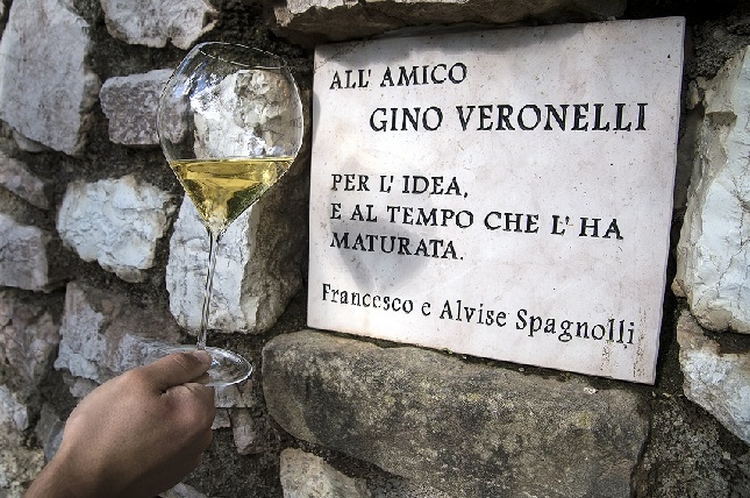 ALL' AMICO
GINO VERONELLI
PER L' IDEA,
E AL TEMPO CHE L' HA
MATURATA.
Francesco e Alvise Spagnolli